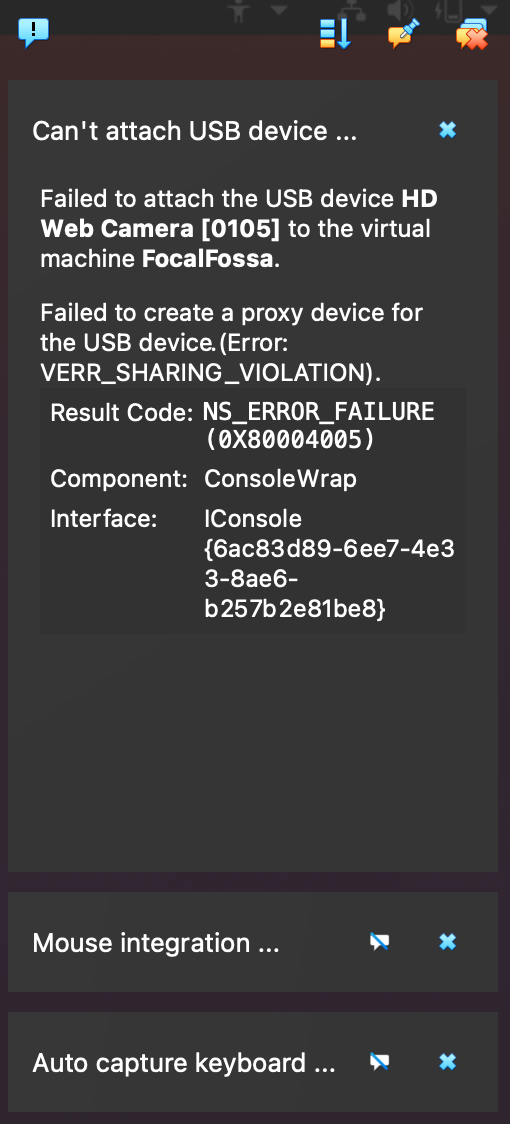 Can't attach USB device ...
Failed to attach the USB device HD
Web Camera [0105] to the virtual
machine FocalFossa.
Failed to create a proxy device for
the USB device.(Error:
VERR_SHARING_VIOLATION).
Result Code: NS_ERROR_FAILURE
(0X80004005)
Component: ConsoleWrap
Interface: IConsole
{6ac83d89-6ee7-4e3
3-8ae6-
b257b2e81be8}
Mouse integration ...
Auto capture keyboard ...